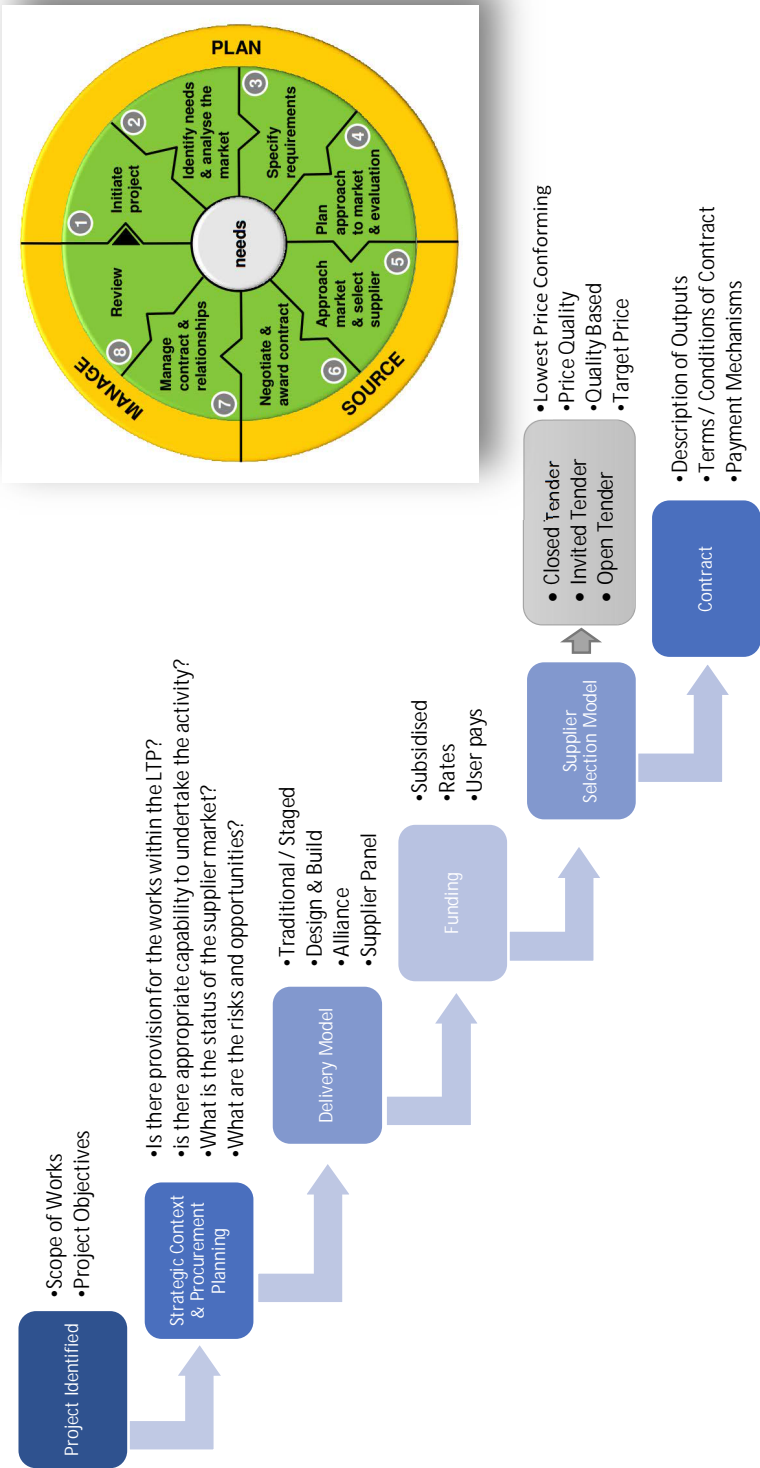 Project Identified
•Scope of Works
•Project Objectives
Strategic Context
& Procurement
Planning
•Is there provision for the works within the LTP?
•is there appropriate capability to undertake the activity?
•What is the status of the supplier market?
•What are the risks and opportunities?
Delivery Model
•Traditional / Staged
•Design & Build
•Alliance
•Supplier Panel
Funding
•Subsidised
•Rates
•User pays
Supplier
Selection Model
• Closed Tender
• Invited Tender
• Open Tender
•Lowest Price Conforming
•Price Quality
•Quality Based
•Target Price
Contract
•Description of Outputs
•Terms / Conditions of Contract
•Payment Mechanisms
PLAN
1
Initiate
project
2
Identify needs
& analyse the
market
3
Specify
requirements
4
Plan
approach
to market
& evaluation
SOURCE
5
Approach
market
& select
supplier
6
Negotiate &
award contract
MANAGE
7
Manage
contract &
relationships
8
Review
needs